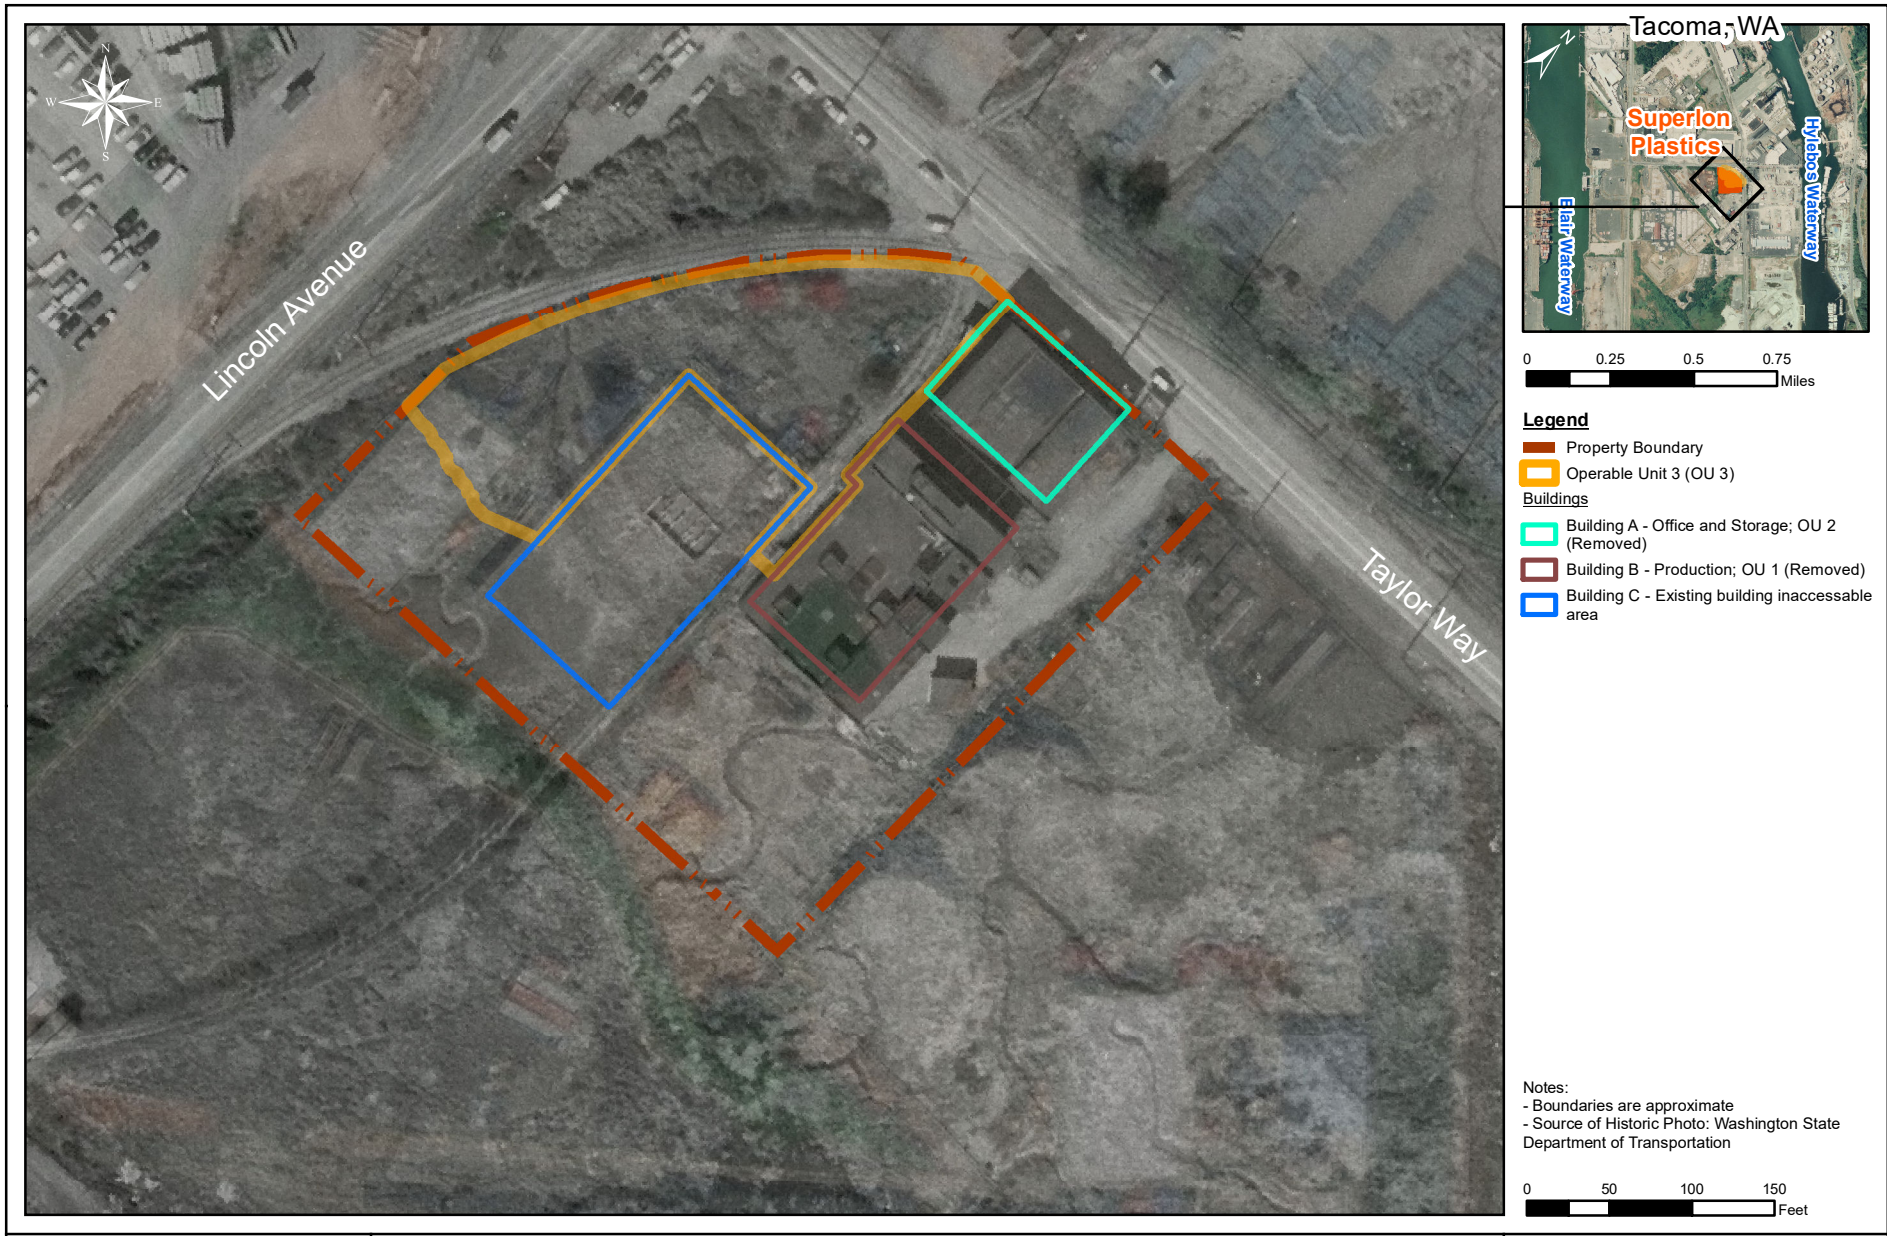 N
W
E
S
Lincoln Avenue
Taylor Way
Tacoma, WA
N
Superlon
Plastics
Blair Waterway
Hylebos Waterway
0 0.25 0.5 0.75
Miles
Legend
Property Boundary
Operable Unit 3 (OU 3)
Buildings
Building A - Office and Storage; OU 2
(Removed)
Building B - Production; OU 1 (Removed)
Building C - Existing building inaccessable
area
Notes:
- Boundaries are approximate
- Source of Historic Photo: Washington State
Department of Transportation
0 50 100 150
Feet